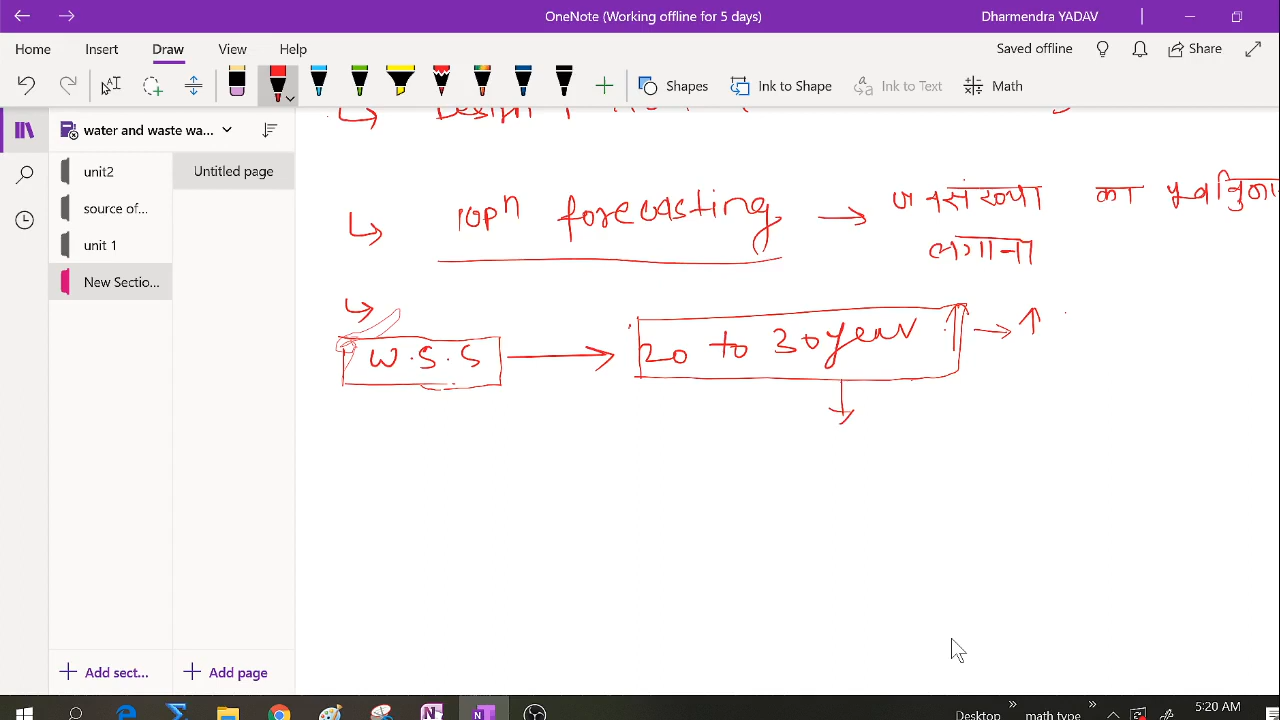 OneNote (Working offline for 5 days)
Dharmendra YADAV
Home Insert Draw View Help
Saved offline
Share
Shapes
Ink to Shape
Ink to Text
Math
water and waste wa...
Untitled page
unit2
source of...
unit 1
New Sectio...
popn forecasting → जनसंख्या का
लगाना
W.S.S → 20 to 30 year → ↑
+ Add sect...
+ Add page
Desktop »
math type »
5:20 AM